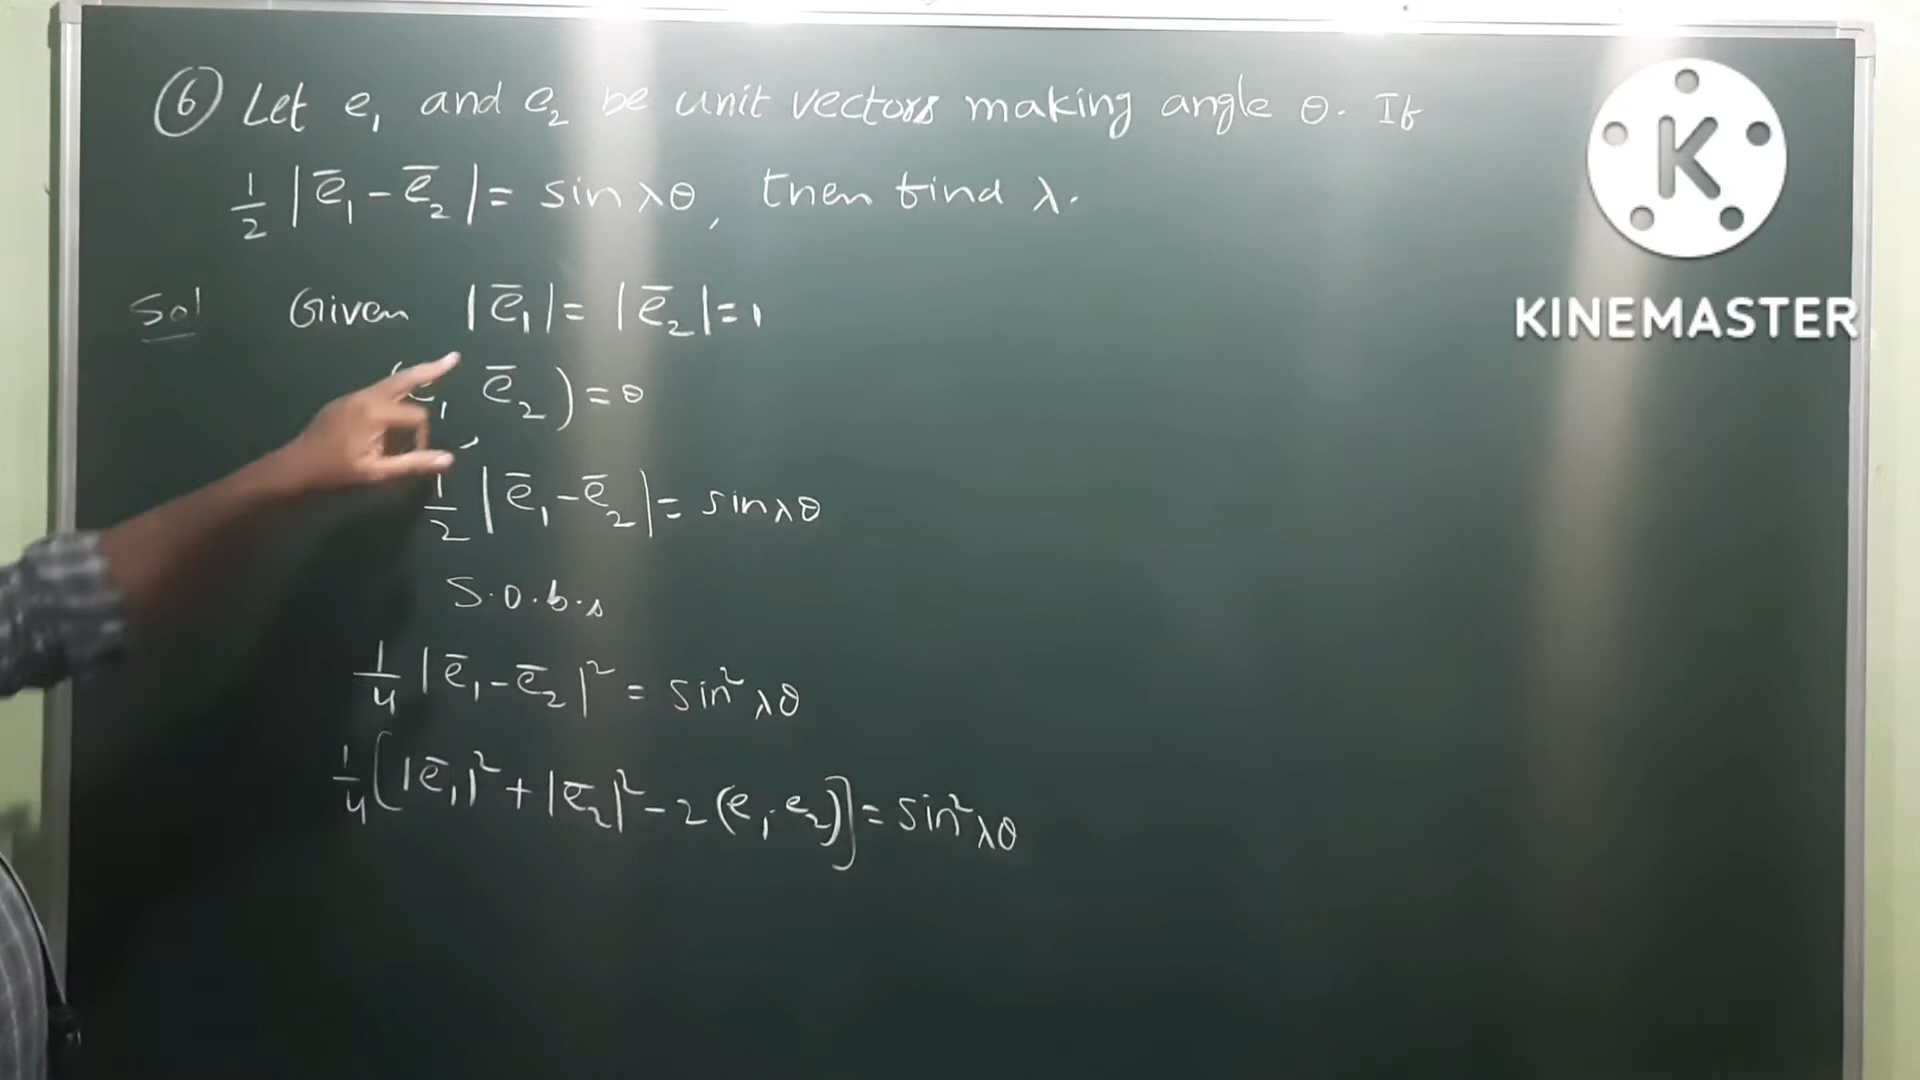 ⑥ Let e₁ and e₂ be unit vectors making angle θ. If
1/2 |ē₁ - ē₂| = sin λθ, then find λ.
Sol Given |ē₁| = |ē₂| = 1
ē₂) = θ
1/2 |ē₁ - ē₂| = sin λθ
S.O.b.s
1/4 |ē₁ - ē₂|² = sin² λθ
1/4 [|ē₁|² + |ē₂|² - 2 (e₁. e₂)] = sin² λθ
K
KINEMASTER